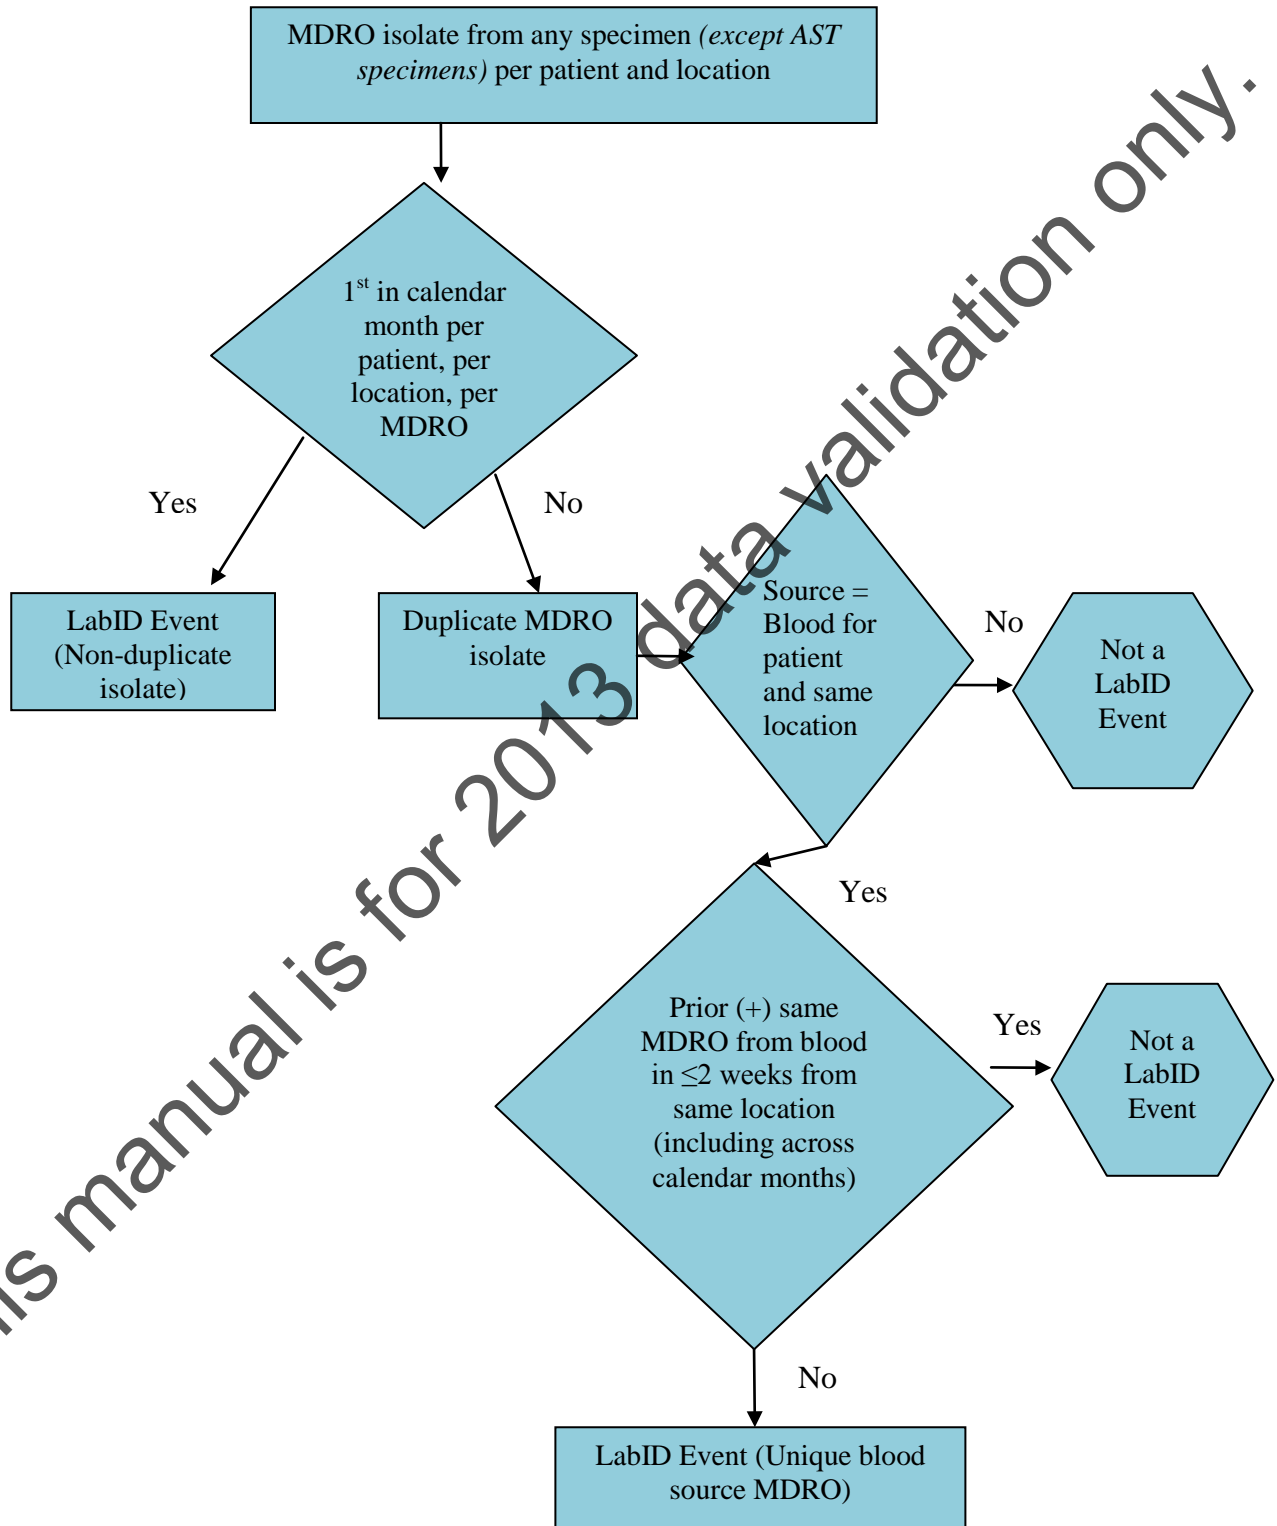 MDRO isolate from any specimen (except AST
specimens) per patient and location
1st in calendar
month per
patient, per
location, per
MDRO
Yes
No
LabID Event
(Non-duplicate
isolate)
Duplicate MDRO
isolate
Source =
Blood for
patient
and same
location
No
Not a
LabID
Event
Yes
Prior (+) same
MDRO from blood
in ≤2 weeks from
same location
(including across
calendar months)
Yes
Not a
LabID
Event
No
LabID Event (Unique blood
source MDRO)
is manual is for 2013 data validation only.